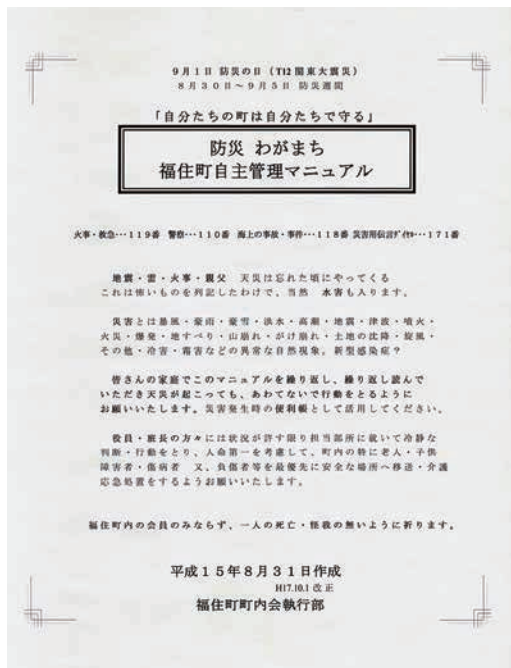 9月1日 防災の日（T12関東大震災）
8月30日～9月5日 防災週間
「自分たちの町は自分たちで守る」
防災 わがまち
福住町自主管理マニュアル
火事・救急･･･119番 警察･･･110番 海上の事故・事件･･･118番 災害用伝言ﾀﾞｲﾔﾙ･･･171番
地震・雷・火事・親父 天災は忘れた頃にやってくる
これは怖いものを列記したわけで、当然 水害も入ります。
災害とは暴風・豪雨・豪雪・洪水・高潮・地震・津波・噴火・
火災・爆発・地すべり・山崩れ・がけ崩れ・土地の沈降・旋風・
その他・冷害・霜害などの異常な自然現象。新型感染症？
皆さんの家庭でこのマニュアルを繰り返し、繰り返し読んで
いただき天災が起こっても、あわてないで行動をとるように
お願いいたします。災害発生時の便利帳として活用してください。
役員・班長の方々には状況が許す限り担当部所に就いて冷静な
判断・行動をとり、人命第一を考慮して、町内の特に老人・子供
障害者・傷病者 又、負傷者等を最優先に安全な場所へ移送・介護
応急処置をするようお願いいたします。
福住町内の会員のみならず、一人の死亡・怪我の無いように祈ります。
平成15年8月31日作成
H17.10.1 改正
福住町町内会執行部